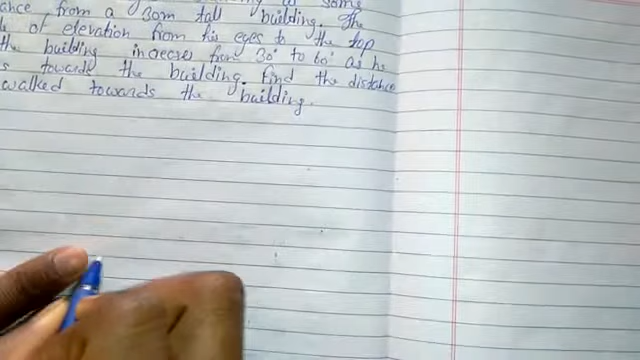 ance from a 30m tall building. The
of elevation from his eyes to the top
the building increcses from 30° to 60° as he
s towards the building. find the distance
walked towards the building.